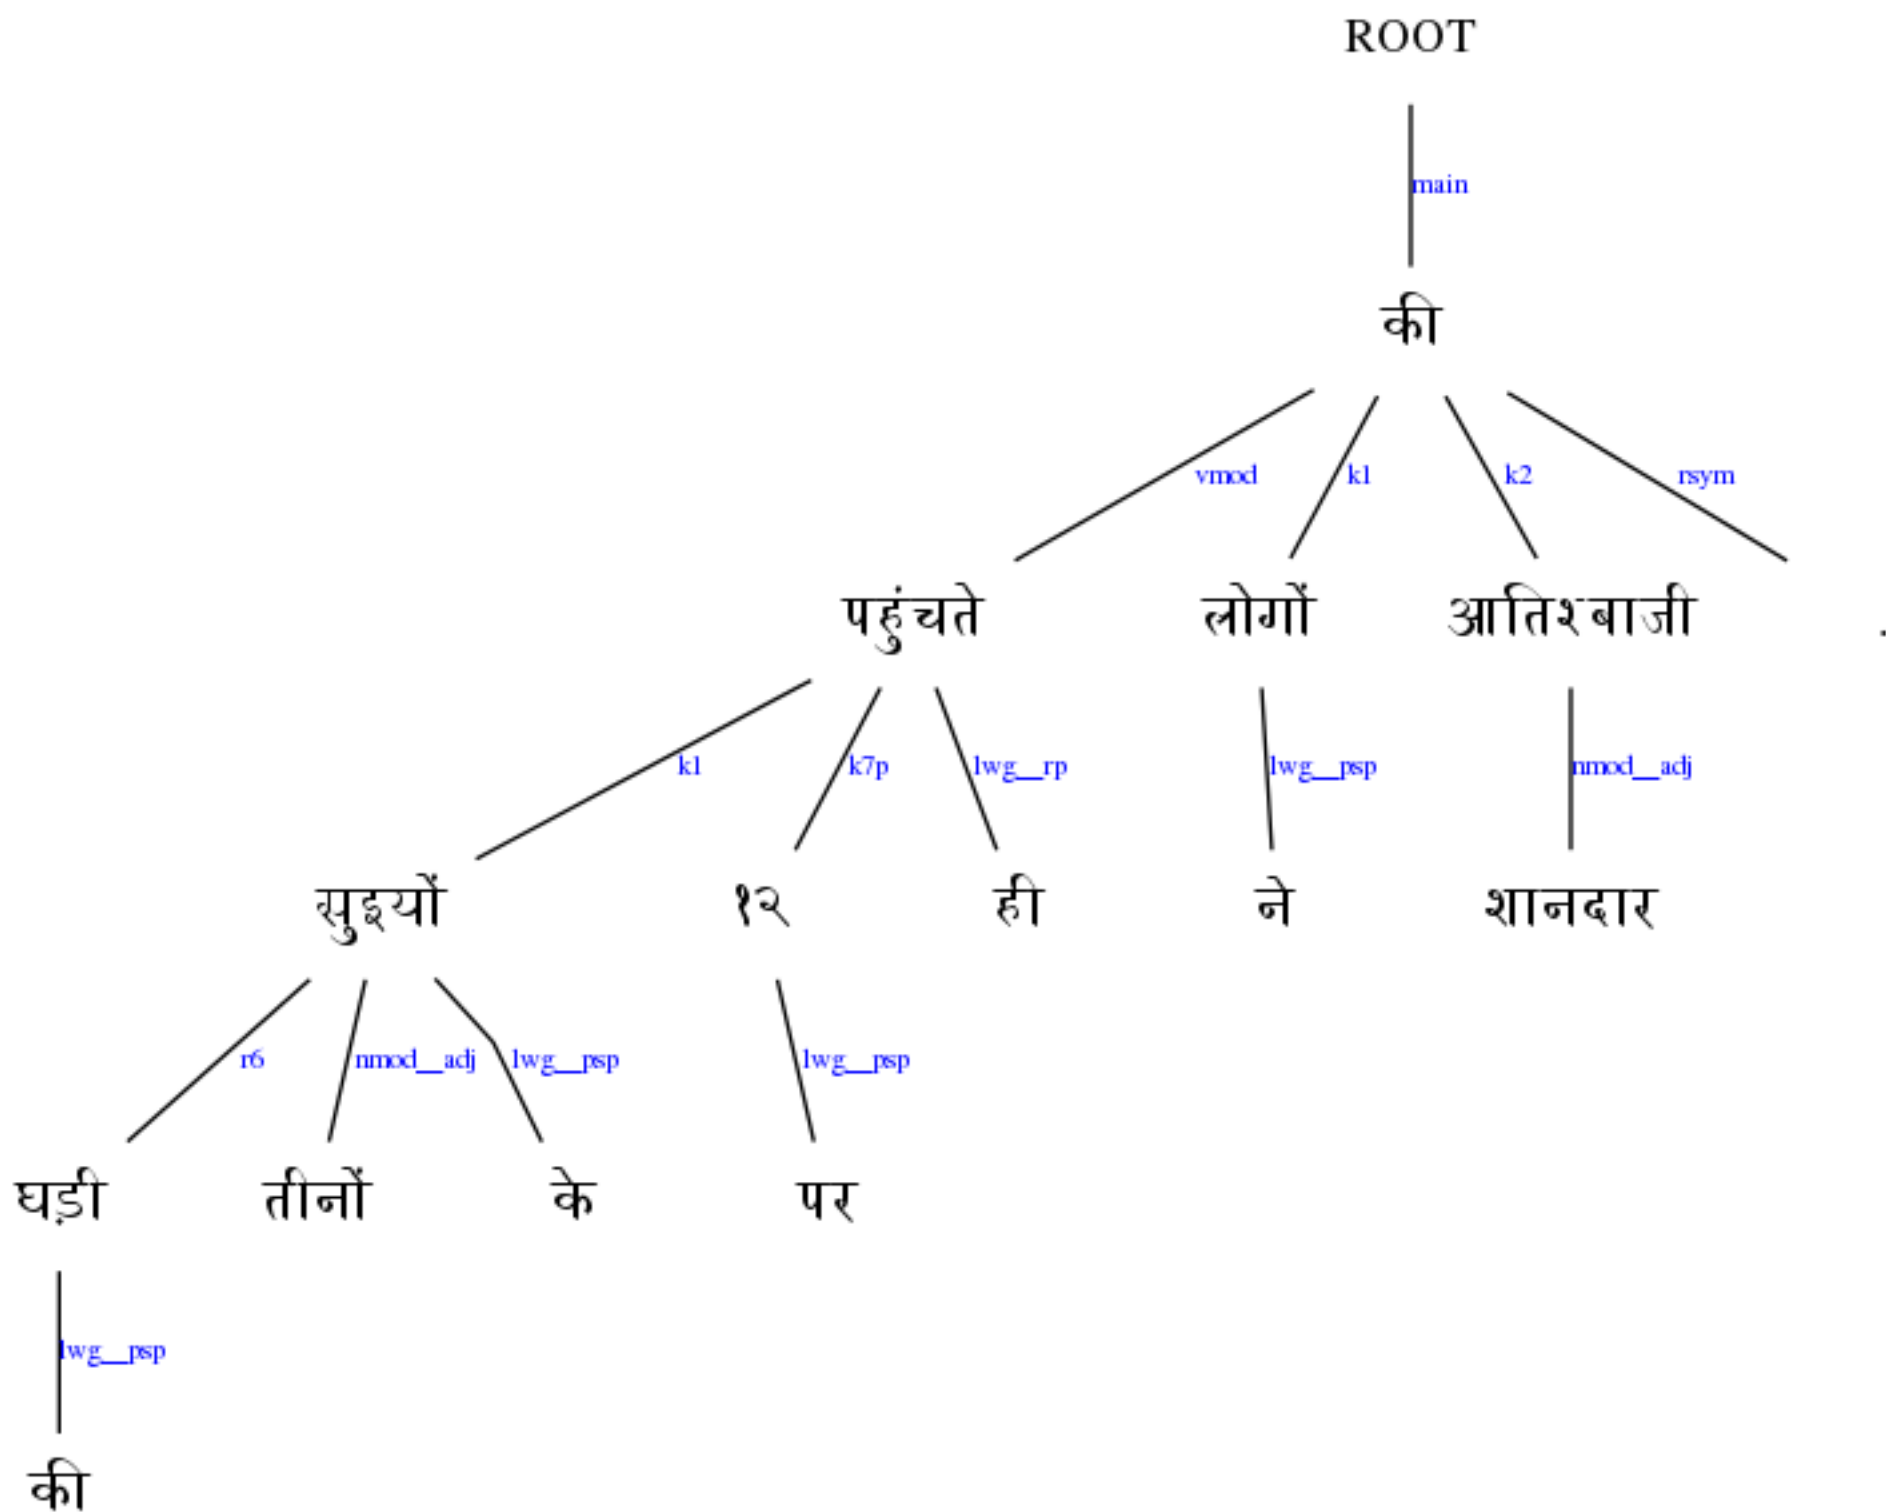 ROOT
main
की
vmod k1 k2 rsym
पहुंचते लोगों आतिश्बाजी .
k1 k7p lwg__rp lwg__psp nmod__adj
सुइयों १२ ही ने शानदार
r6 nmod__adj lwg__psp lwg__psp
घड़ी तीनों के पर
lwg__psp
की